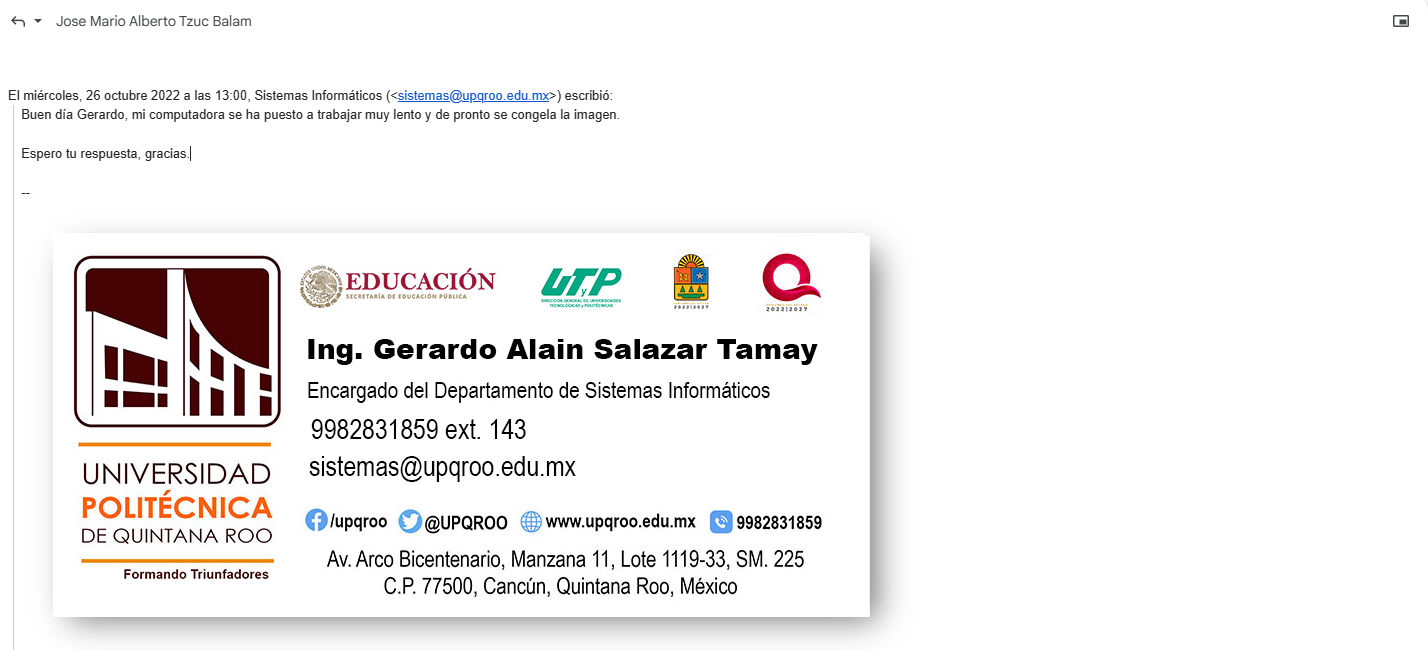 Jose Mario Alberto Tzuc Balam
El miércoles, 26 octubre 2022 a las 13:00, Sistemas Informáticos (<sistemas@upqroo.edu.mx>) escribió:
Buen día Gerardo, mi computadora se ha puesto a trabajar muy lento y de pronto se congela la imagen.
Espero tu respuesta, gracias.
--
EDUCACIÓN
SECRETARÍA DE EDUCACIÓN PÚBLICA
UTyP
DIRECCIÓN GENERAL DE UNIVERSIDADES
TECNOLÓGICAS y POLITÉCNICAS
2022|2027
2022|2027
Ing. Gerardo Alain Salazar Tamay
Encargado del Departamento de Sistemas Informáticos
9982831859 ext. 143
sistemas@upqroo.edu.mx
UNIVERSIDAD
POLITÉCNICA
DE QUINTANA ROO
Formando Triunfadores
/upqroo @UPQROO www.upqroo.edu.mx 9982831859
Av. Arco Bicentenario, Manzana 11, Lote 1119-33, SM. 225
C.P. 77500, Cancún, Quintana Roo, México